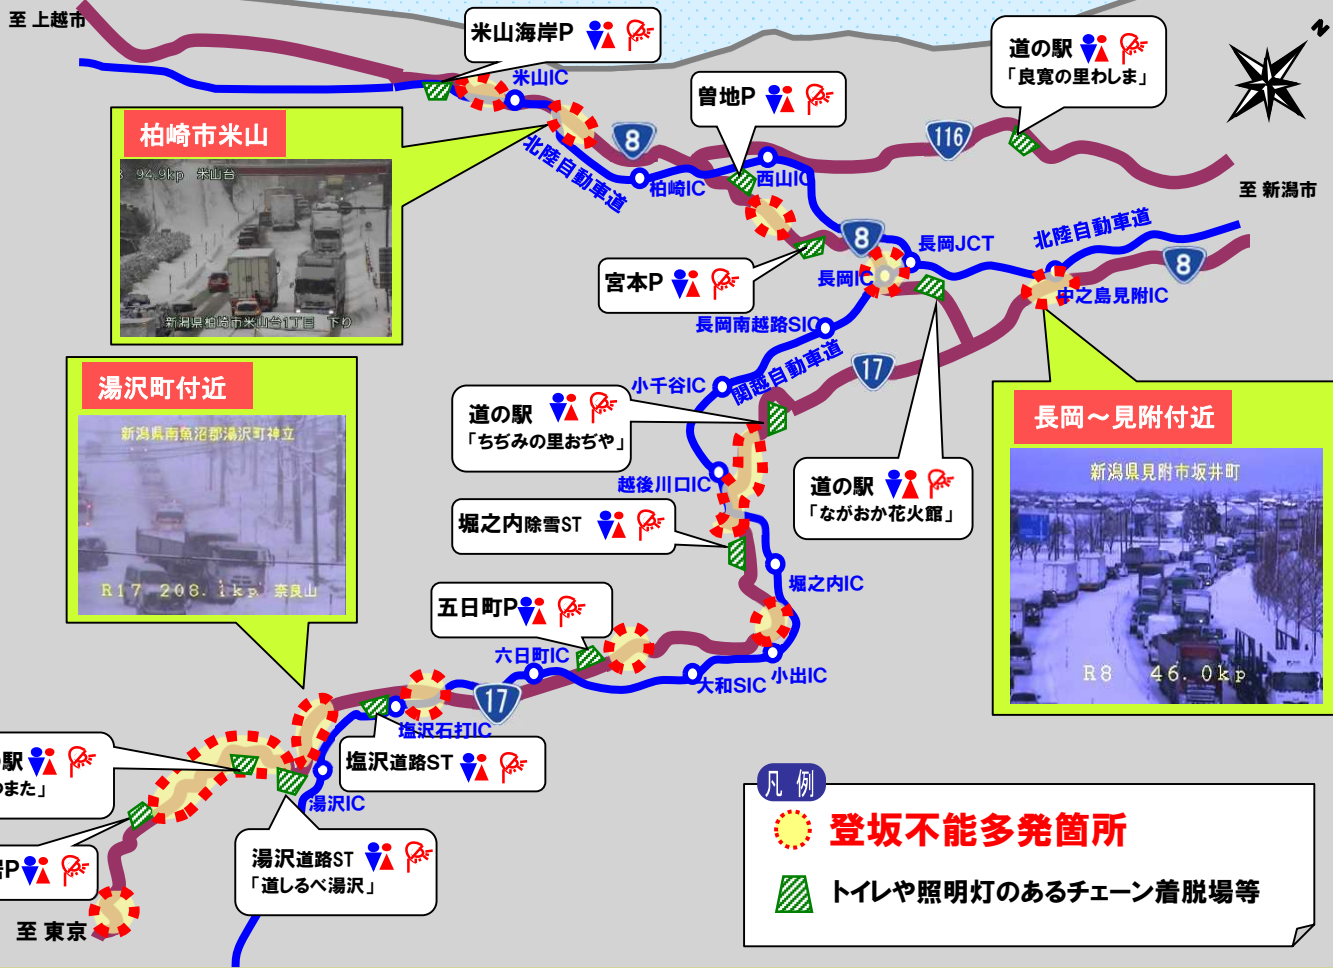 至 上越市
米山海岸P
道の駅
「良寛の里わしま」
N
米山IC
曽地P
柏崎市米山
94.9kp 米山台
新潟県柏崎市米山台1丁目 下り
8
116
北陸自動車道
柏崎IC
西山IC
至 新潟市
宮本P
8
長岡JCT
北陸自動車道
8
長岡IC
中之島見附IC
長岡南越路SIC
関越自動車道
17
小千谷IC
湯沢町付近
新潟県南魚沼郡湯沢町神立
R17 208.1kp 奈良山
道の駅
「ちぢみの里おぢや」
長岡～見附付近
新潟県見附市坂井町
R8 46.0kp
越後川口IC
道の駅
「ながおか花火館」
堀之内除雪ST
堀之内IC
五日町P
六日町IC
大和SIC
小出IC
17
塩沢石打IC
塩沢道路ST
駅
また」
湯沢IC
湯沢道路ST
「道しるべ湯沢」
P
至 東京
凡 例
登坂不能多発箇所
トイレや照明灯のあるチェーン着脱場等